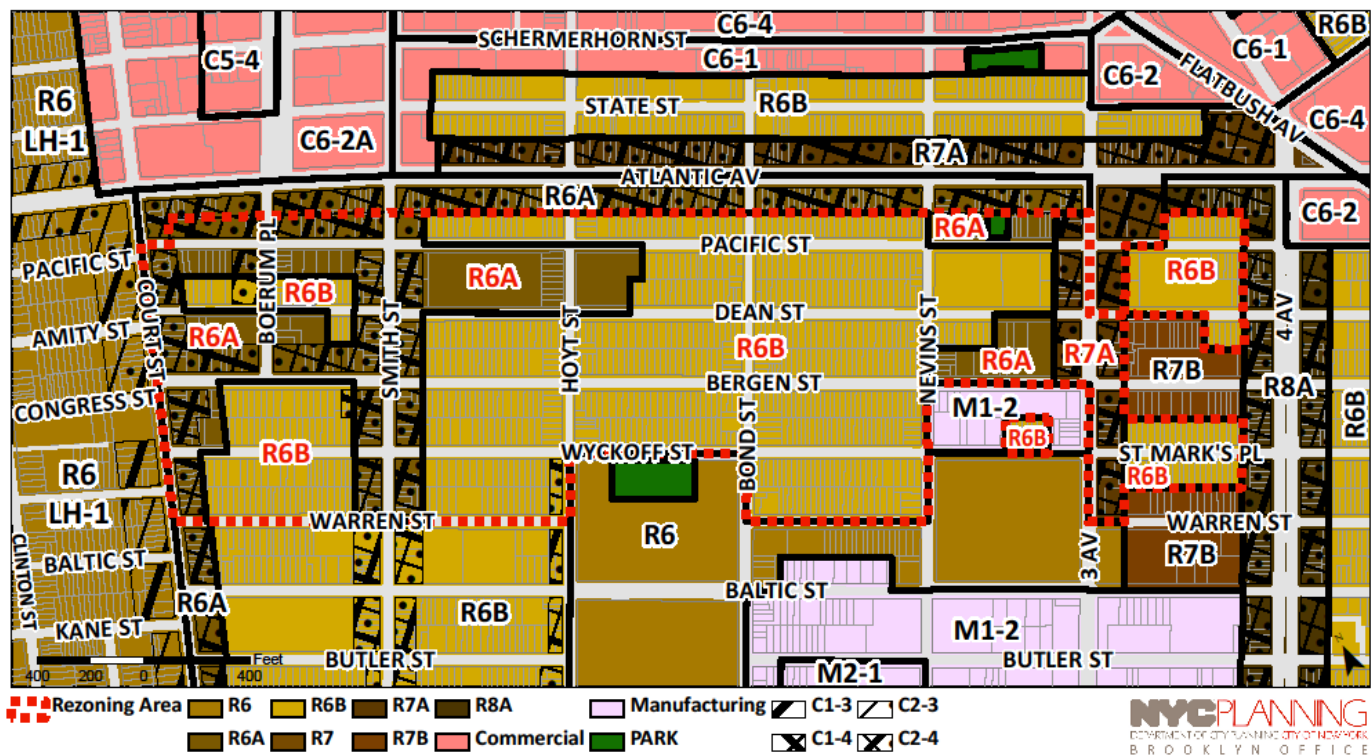 C6-4
SCHERMERHORN ST
C6-1
C6-1
R6B
C5-4
C6-2
FLATBUSH AV
R6
LH-1
STATE ST
R6B
C6-4
C6-2A
R7A
ATLANTIC AV
R6A
C6-2
PACIFIC ST
BOERUM PL
PACIFIC ST
R6A
R6B
COURT ST
R6B
R6A
AMITY ST
R6A
SMITH ST
HOYT ST
DEAN ST
R6B
NEVINS ST
R6A
R7A
4 AV
R7B
R8A
CONGRESS ST
BERGEN ST
BOND ST
M1-2
R6B
R6B
R6B
WYCKOFF ST
ST MARK'S PL
R6B
R6
LH-1
WARREN ST
R6
WARREN ST
CLINTON ST
BALTIC ST
3 AV
R7B
R6A
BALTIC ST
KANE ST
R6B
M1-2
BUTLER ST
BUTLER ST
M2-1
Feet
400 200 0 400
N
Rezoning Area R6 R6B R7A R8A Manufacturing C1-3 C2-3
R6A R7 R7B Commercial PARK C1-4 C2-4
NYCPLANNING
DEPARTMENT OF CITY PLANNING CITY OF NEW YORK
BROOKLYN OFFICE